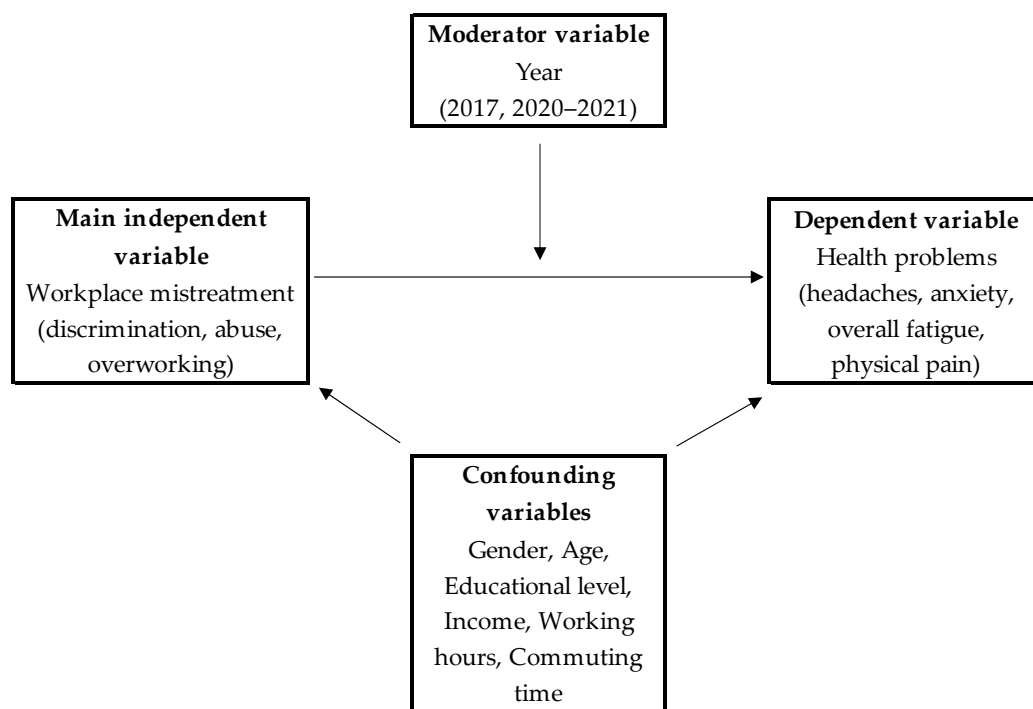 Moderator variable
Year
(2017, 2020–2021)
Main independent
variable
Workplace mistreatment
(discrimination, abuse,
overworking)
Dependent variable
Health problems
(headaches, anxiety,
overall fatigue,
physical pain)
Confounding
variables
Gender, Age,
Educational level,
Income, Working
hours, Commuting
time